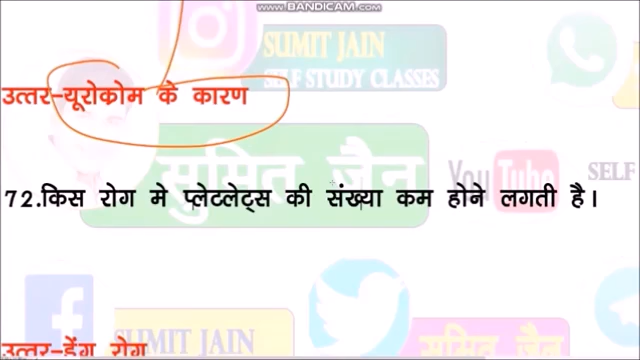 WWW.BANDICAM.COM
SUMIT JAIN
SELF STUDY CLASSES
उत्तर-यूरोकोम के कारण
सुमित जैन
YouTube
SELF
72.किस रोग मे प्लेटलेट्स की संख्या कम होने लगती है।
SUMIT JAIN
सुमित जैन
उत्तर-डेंगू रोग